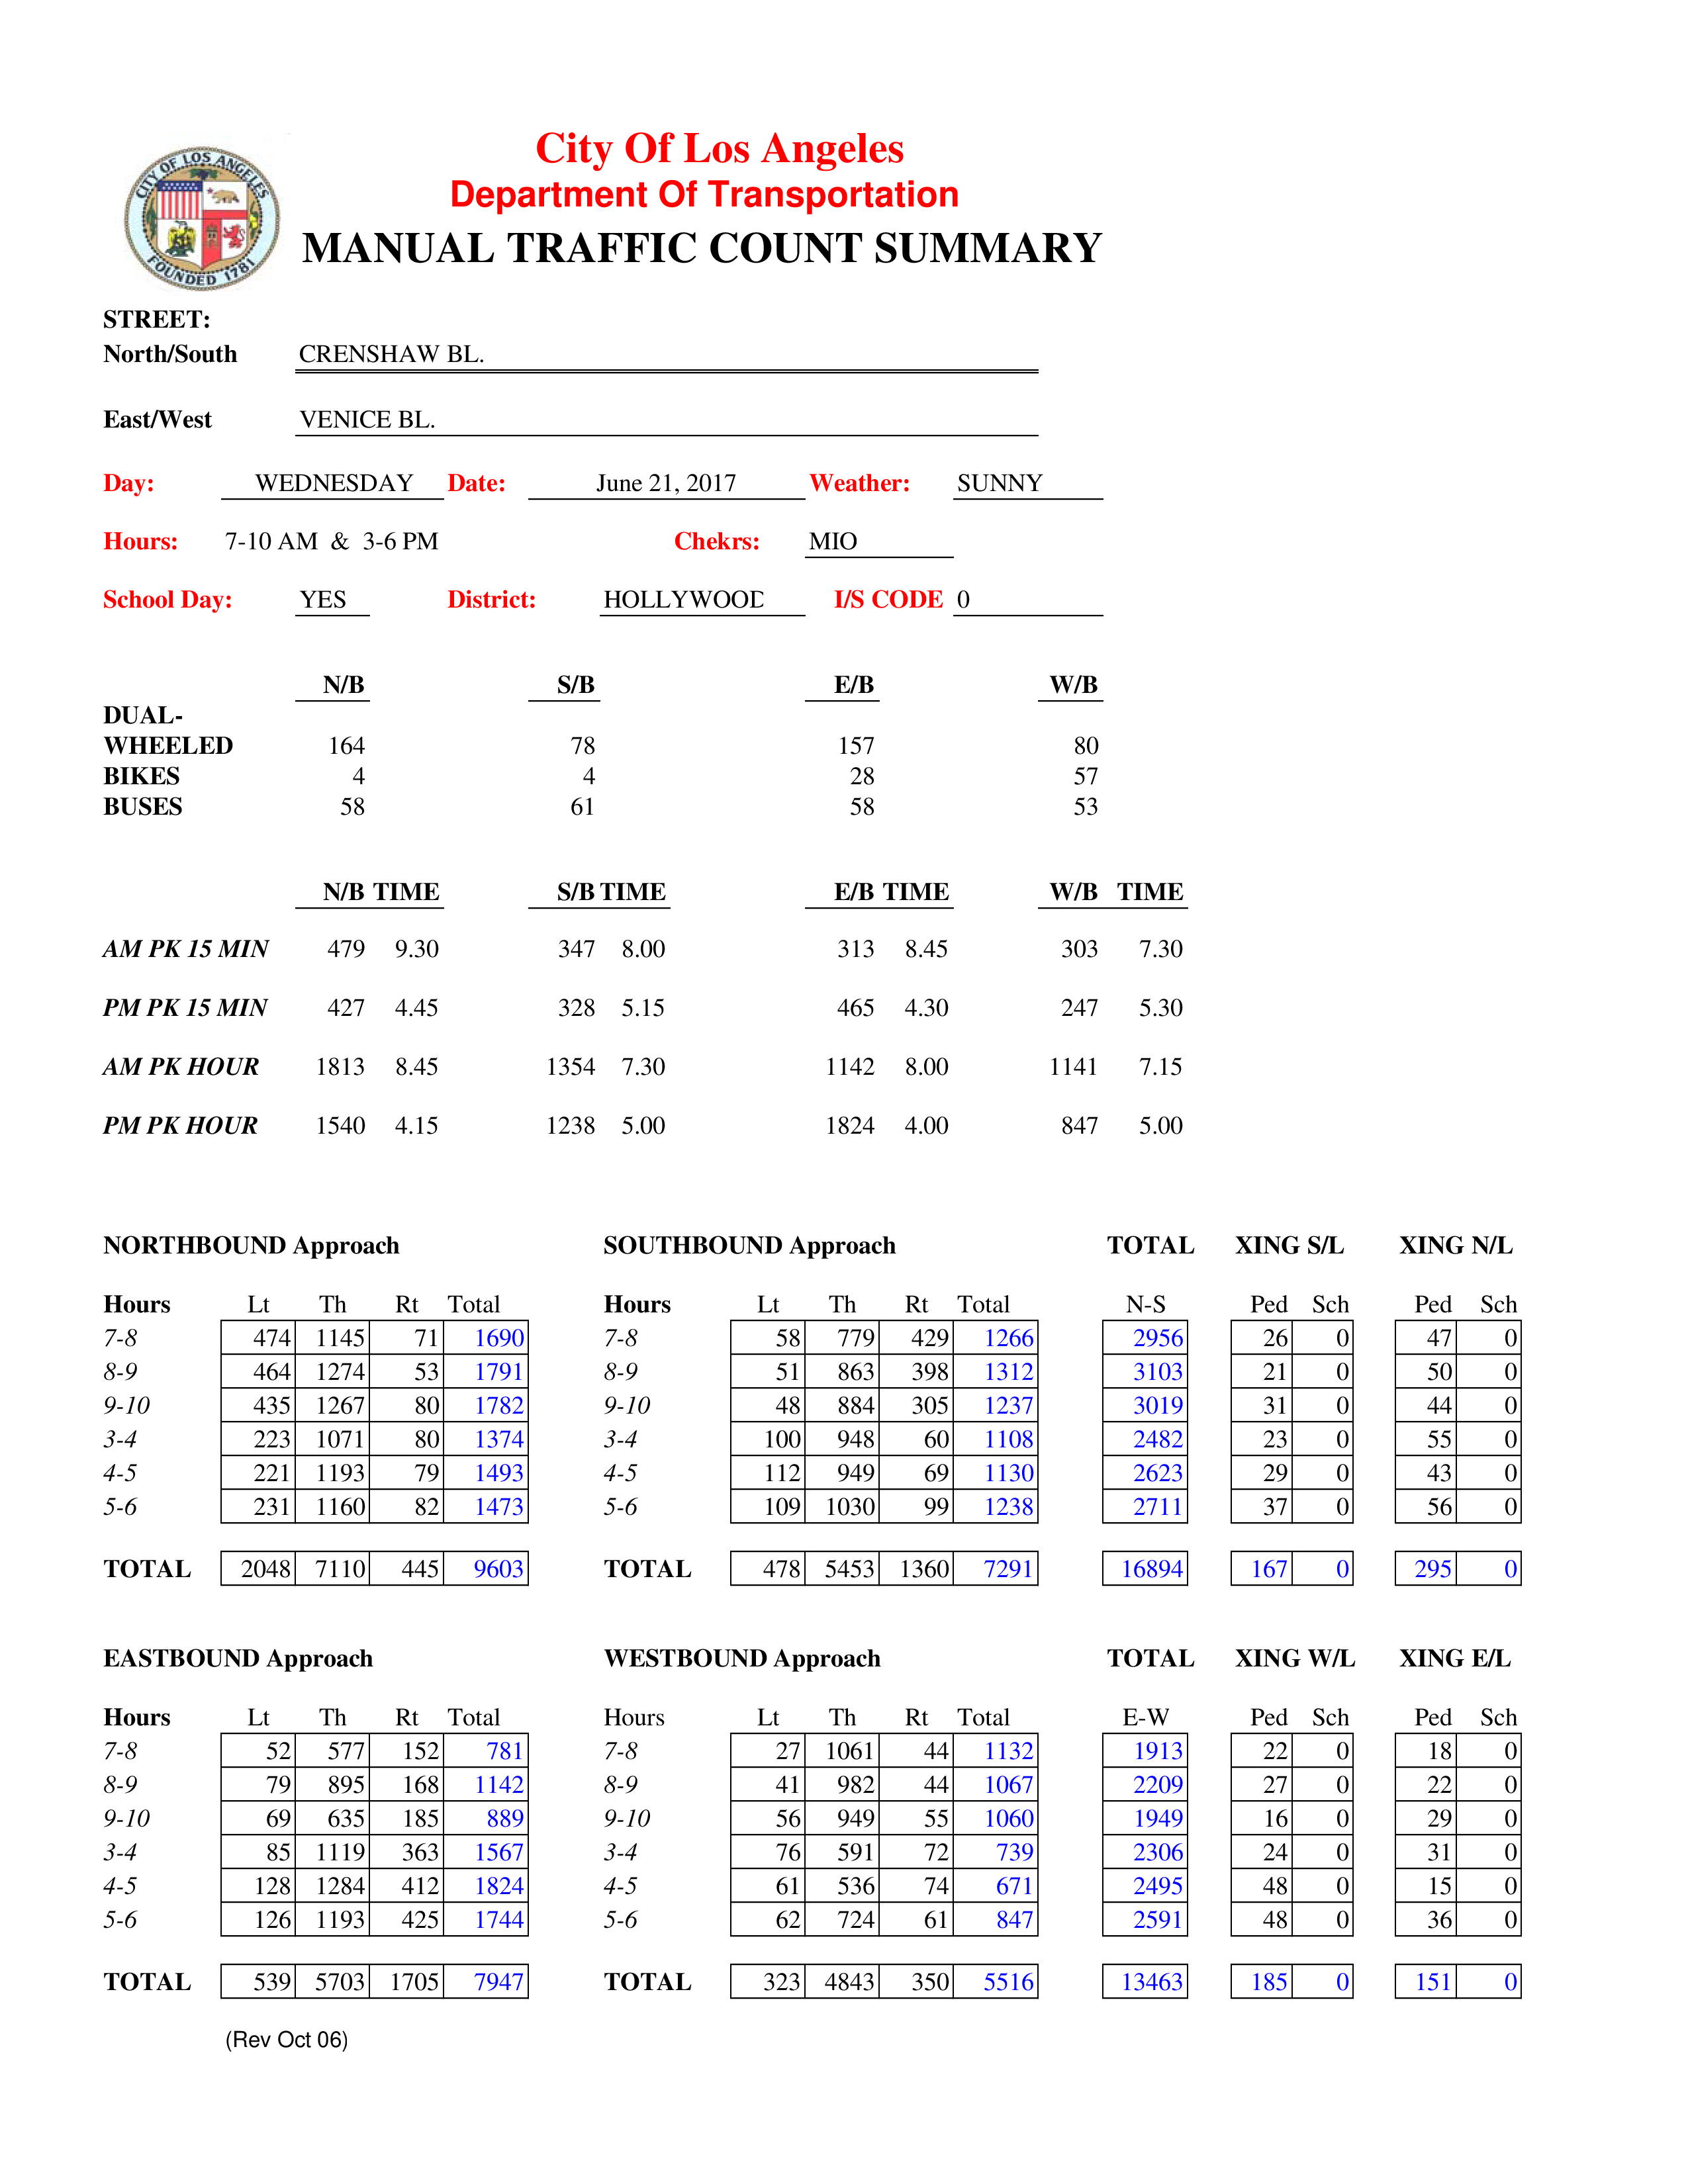 City Of Los Angeles
Department Of Transportation
MANUAL TRAFFIC COUNT SUMMARY
CITY OF LOS ANGELES
FOUNDED 1781
STREET:
North/South CRENSHAW BL.
East/West VENICE BL.
Day: WEDNESDAY Date: June 21, 2017 Weather: SUNNY
Hours: 7-10 AM & 3-6 PM Chekrs: MIO
School Day: YES District: HOLLYWOOD I/S CODE 0
N/B S/B E/B W/B
DUAL-
WHEELED 164 78 157 80
BIKES 4 4 28 57
BUSES 58 61 58 53
N/B TIME S/B TIME E/B TIME W/B TIME
AM PK 15 MIN 479 9.30 347 8.00 313 8.45 303 7.30
PM PK 15 MIN 427 4.45 328 5.15 465 4.30 247 5.30
AM PK HOUR 1813 8.45 1354 7.30 1142 8.00 1141 7.15
PM PK HOUR 1540 4.15 1238 5.00 1824 4.00 847 5.00
NORTHBOUND Approach SOUTHBOUND Approach TOTAL XING S/L XING N/L
Hours Lt Th Rt Total Hours Lt Th Rt Total N-S Ped Sch Ped Sch
7-8 474 1145 71 1690 7-8 58 779 429 1266 2956 26 0 47 0
8-9 464 1274 53 1791 8-9 51 863 398 1312 3103 21 0 50 0
9-10 435 1267 80 1782 9-10 48 884 305 1237 3019 31 0 44 0
3-4 223 1071 80 1374 3-4 100 948 60 1108 2482 23 0 55 0
4-5 221 1193 79 1493 4-5 112 949 69 1130 2623 29 0 43 0
5-6 231 1160 82 1473 5-6 109 1030 99 1238 2711 37 0 56 0
TOTAL 2048 7110 445 9603 TOTAL 478 5453 1360 7291 16894 167 0 295 0
EASTBOUND Approach WESTBOUND Approach TOTAL XING W/L XING E/L
Hours Lt Th Rt Total Hours Lt Th Rt Total E-W Ped Sch Ped Sch
7-8 52 577 152 781 7-8 27 1061 44 1132 1913 22 0 18 0
8-9 79 895 168 1142 8-9 41 982 44 1067 2209 27 0 22 0
9-10 69 635 185 889 9-10 56 949 55 1060 1949 16 0 29 0
3-4 85 1119 363 1567 3-4 76 591 72 739 2306 24 0 31 0
4-5 128 1284 412 1824 4-5 61 536 74 671 2495 48 0 15 0
5-6 126 1193 425 1744 5-6 62 724 61 847 2591 48 0 36 0
TOTAL 539 5703 1705 7947 TOTAL 323 4843 350 5516 13463 185 0 151 0
(Rev Oct 06)